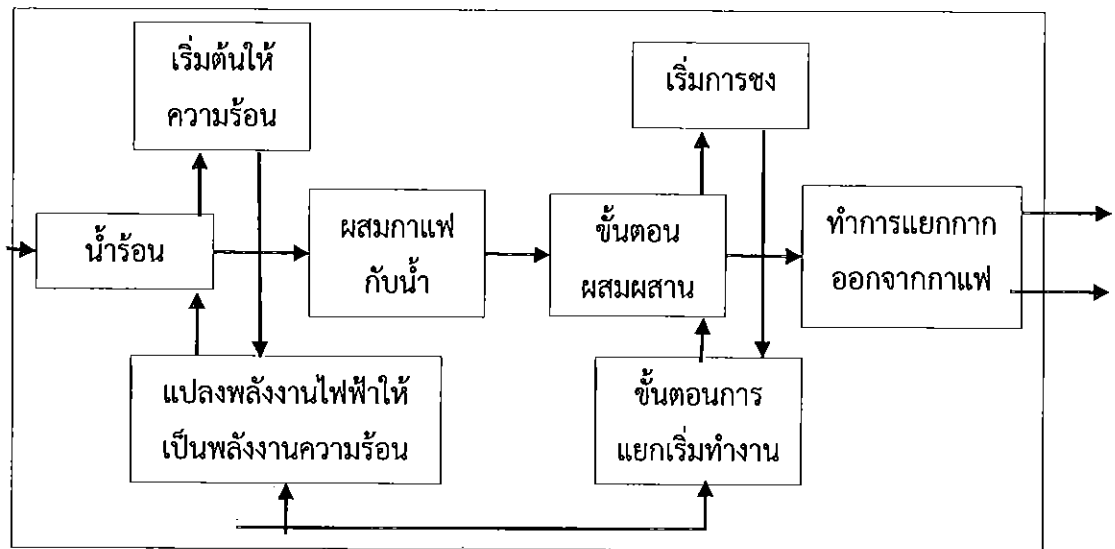 เริ่มต้นให้
ความร้อน
เริ่มการชง
น้ำร้อน
ผสมกาแฟ
กับน้ำ
ขั้นตอน
ผสมผสาน
ทำการแยกกาก
ออกจากกาแฟ
แปลงพลังงานไฟฟ้าให้
เป็นพลังงานความร้อน
ขั้นตอนการ
แยกเริ่มทำงาน